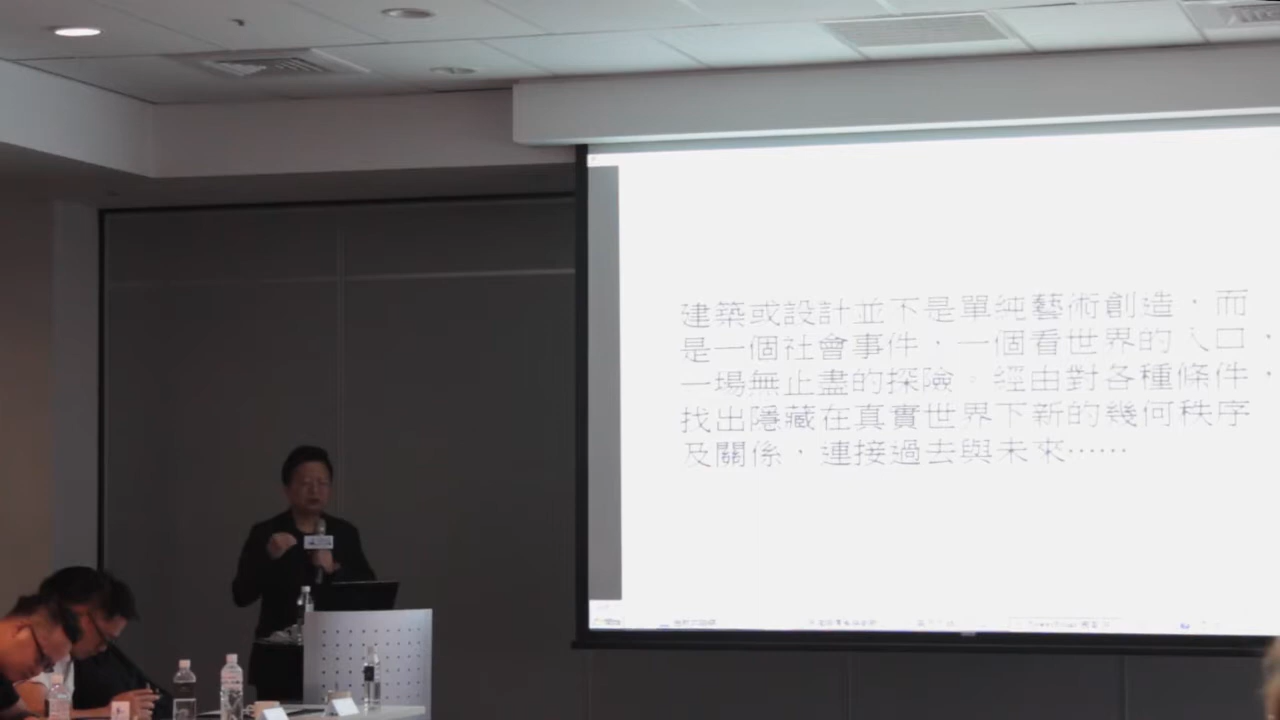 建築或設計並不是單純藝術創造，而
是一個社會事件，一個看世界的入口，
一場無止盡的探險。經由對各種條件，
找出隱藏在真實世界下新的幾何秩序
及關係，連接過去與未來……